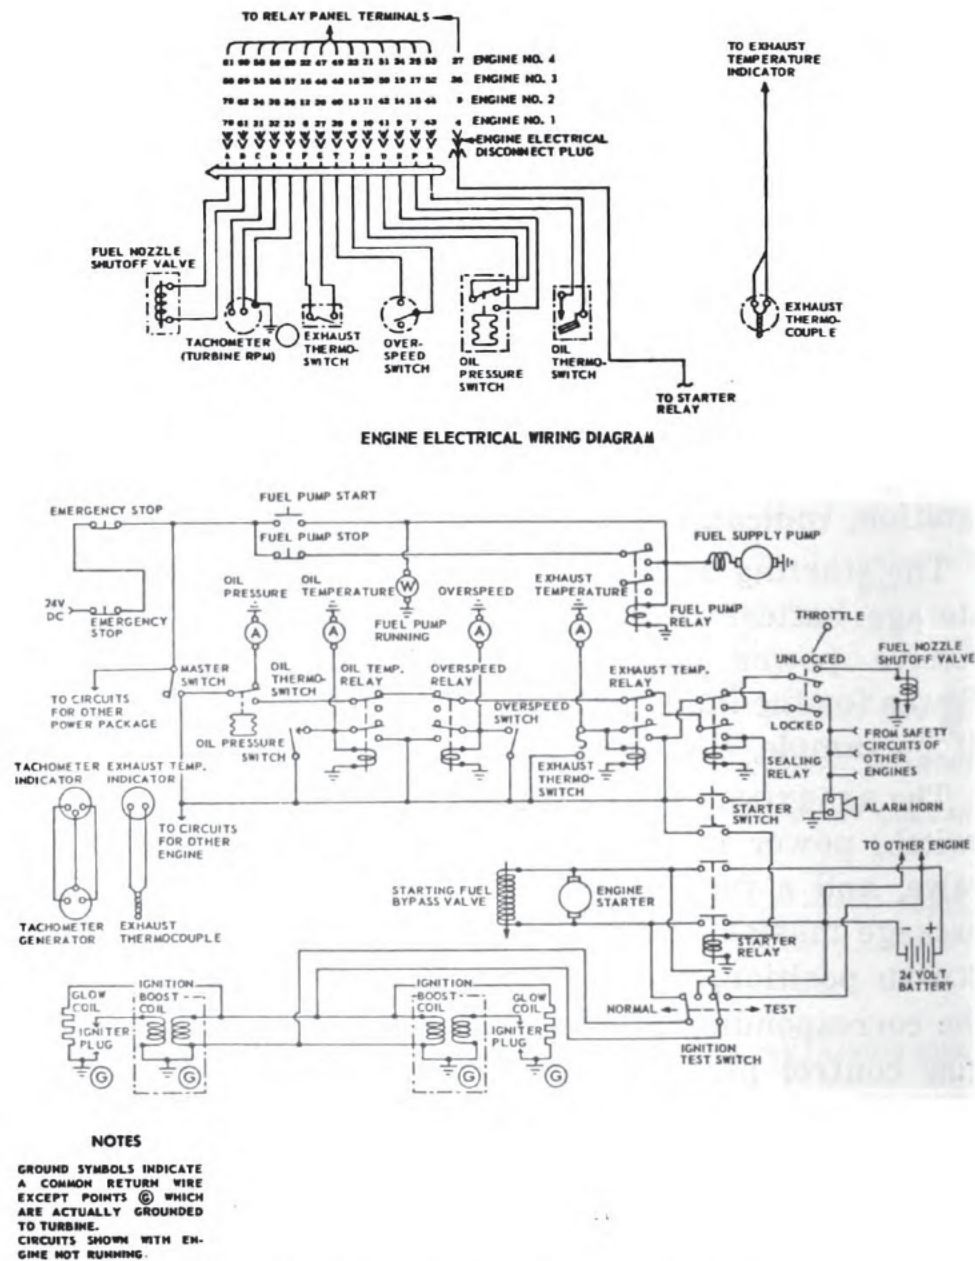 TO RELAY PANEL TERMINALS
ENGINE NO. 4
ENGINE NO. 3
ENGINE NO. 2
ENGINE NO. 1
ENGINE ELECTRICAL
DISCONNECT PLUG
TO EXHAUST
TEMPERATURE
INDICATOR
FUEL NOZZLE
SHUTOFF VALVE
TACHOMETER
(TURBINE RPM)
EXHAUST
THERMO-
SWITCH
OVER-
SPEED
SWITCH
OIL
PRESSURE
SWITCH
OIL
THERMO-
SWITCH
EXHAUST
THERMO-
COUPLE
TO STARTER
RELAY
ENGINE ELECTRICAL WIRING DIAGRAM
EMERGENCY STOP
FUEL PUMP START
FUEL PUMP STOP
FUEL SUPPLY PUMP
24V
DC
EMERGENCY
STOP
OIL
PRESSURE
OIL
TEMPERATURE
W
FUEL PUMP
RUNNING
OVERSPEED
EXHAUST
TEMPERATURE
FUEL PUMP
RELAY
THROTTLE
A
A
A
A
MASTER
SWITCH
OIL
THERMO-
SWITCH
OIL TEMP.
RELAY
OVERSPEED
RELAY
OVERSPEED
SWITCH
EXHAUST TEMP.
RELAY
UNLOCKED
FUEL NOZZLE
SHUTOFF VALVE
TO CIRCUITS
FOR OTHER
POWER PACKAGE
OIL PRESSURE
SWITCH
EXHAUST
THERMO-
SWITCH
LOCKED
SEALING
RELAY
FROM SAFETY
CIRCUITS OF
OTHER
ENGINES
TACHOMETER
INDICATOR
EXHAUST TEMP.
INDICATOR
TO CIRCUITS
FOR OTHER
ENGINE
STARTER
SWITCH
ALARM HORN
TO OTHER ENGINE
STARTING FUEL
BYPASS VALVE
ENGINE
STARTER
TACHOMETER
GENERATOR
EXHAUST
THERMOCOUPLE
STARTER
RELAY
- +
24 VOLT
BATTERY
GLOW
COIL
IGNITION
BOOST
COIL
IGNITER
PLUG
G
G
IGNITION
BOOST
COIL
GLOW
COIL
IGNITER
PLUG
G
G
NORMAL
TEST
IGNITION
TEST SWITCH
NOTES
GROUND SYMBOLS INDICATE
A COMMON RETURN WIRE
EXCEPT POINTS G WHICH
ARE ACTUALLY GROUNDED
TO TURBINE.
CIRCUITS SHOWN WITH EN-
GINE NOT RUNNING.